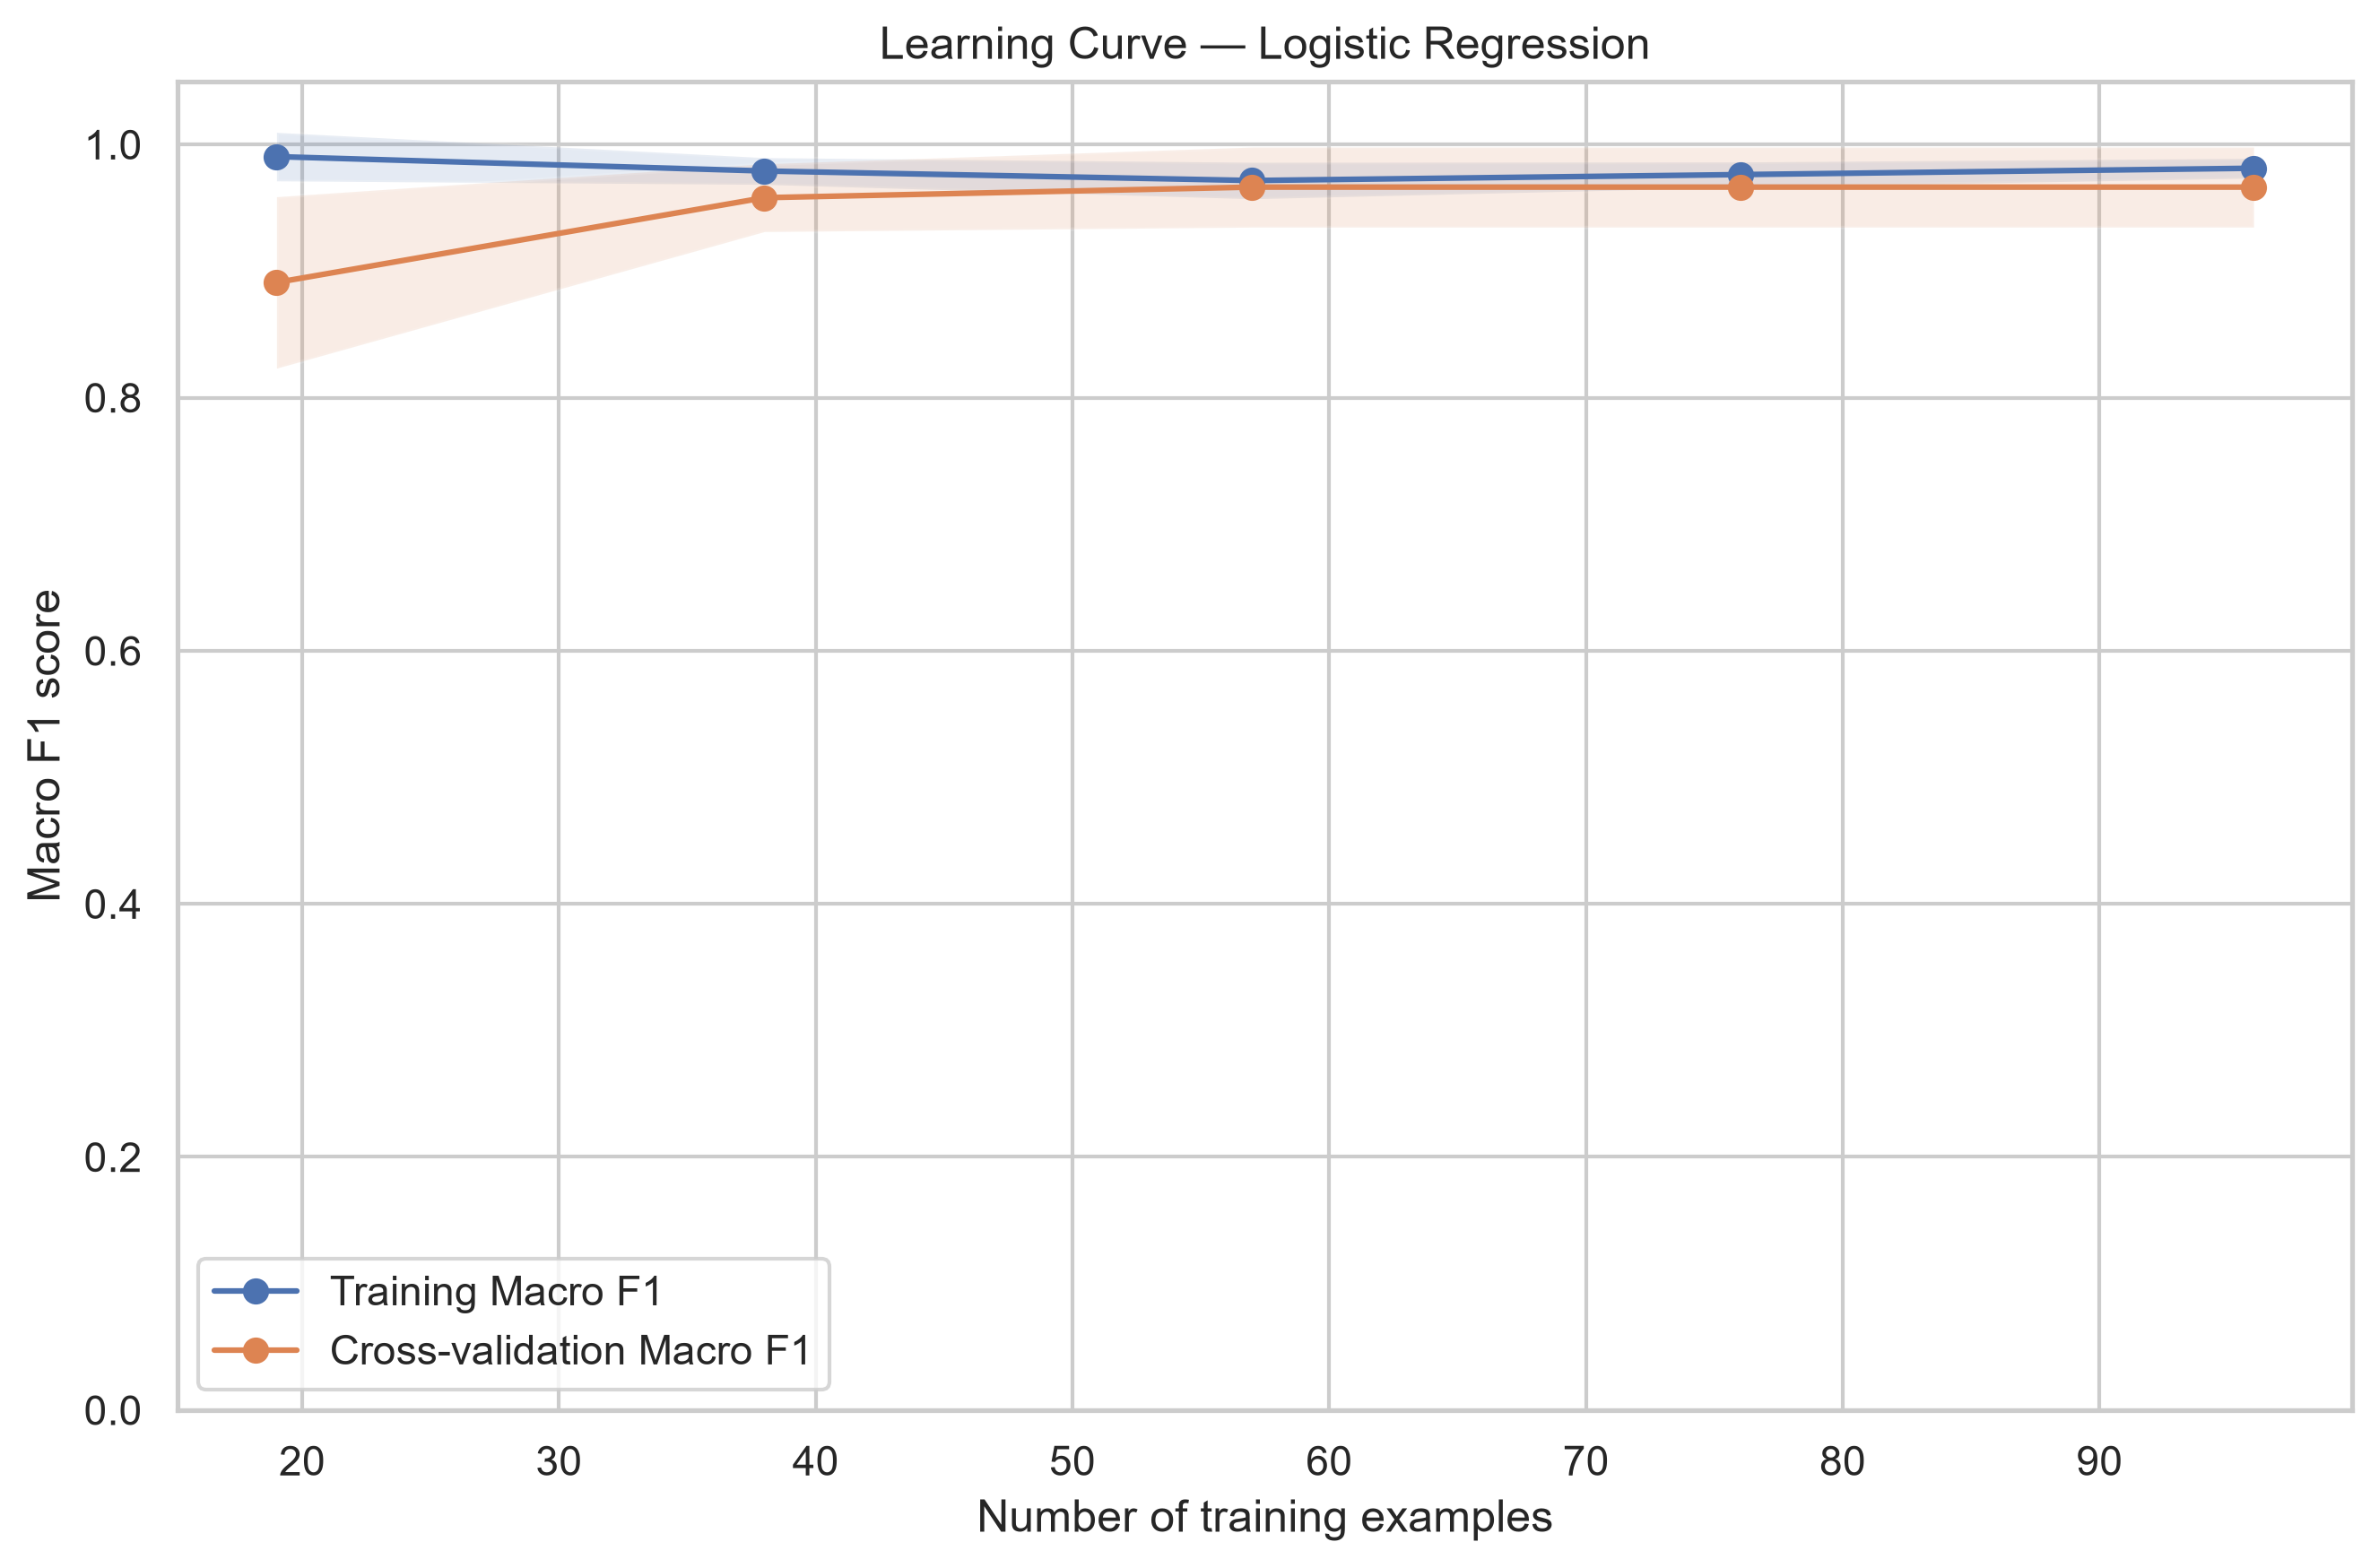 Learning Curve — Logistic Regression
1.0
0.8
0.6
0.4
0.2
0.0
Macro F1 score
Training Macro F1
Cross-validation Macro F1
20 30 40 50 60 70 80 90
Number of training examples